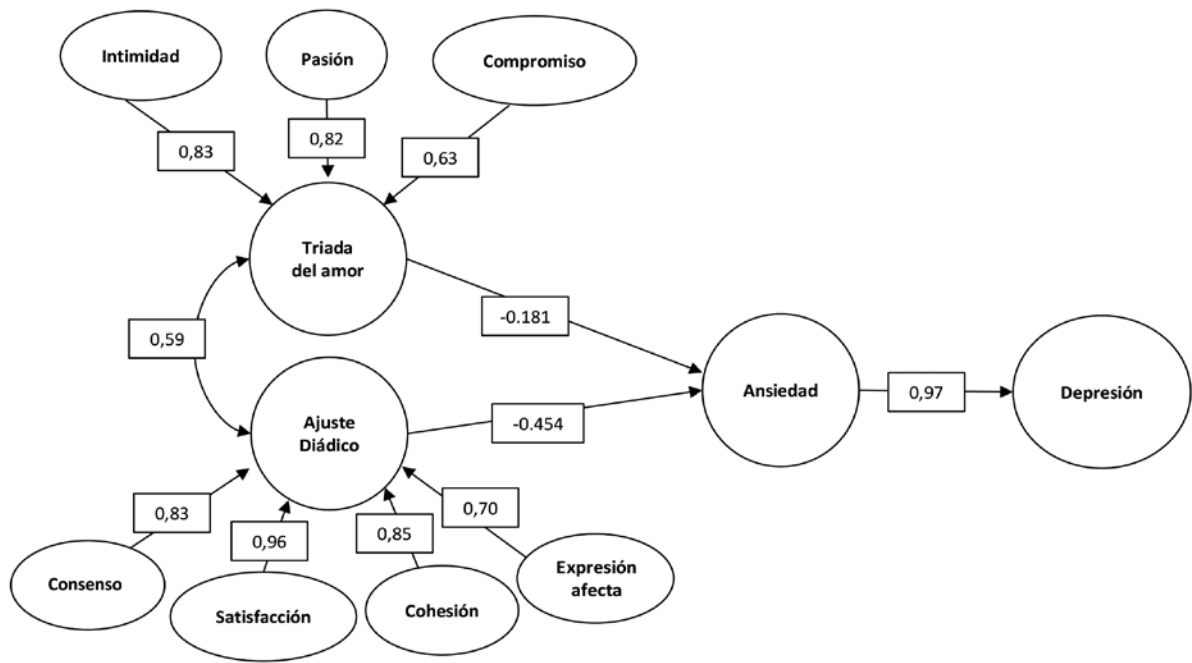 Intimidad
Pasión
Compromiso
0,83
0,82
0,63
Triada
del amor
-0.181
0,59
Ansiedad
0,97
Depresión
Ajuste
Diádico
-0.454
0,83
0,96
0,85
0,70
Consenso
Satisfacción
Cohesión
Expresión
afecta